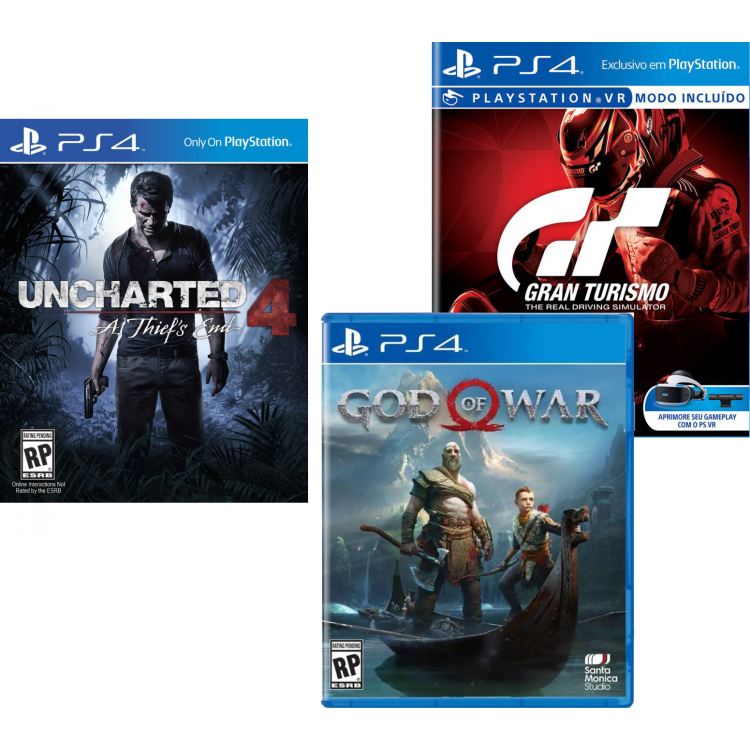 PS4
Only On PlayStation®
UNCHARTED 4
A Thief's End
RATING PENDING
RP
ESRB
Online Interactions Not
Rated by the ESRB
PS4
Exclusivo em PlayStation®
PLAYSTATION®VR MODO INCLUÍDO
GT
GRAN TURISMO
THE REAL DRIVING SIMULATOR
APRIMORE SEU GAMEPLAY
COM O PS VR
PS4
GOD OF WAR
RATING PENDING
RP
ESRB
Santa
Monica
Studio